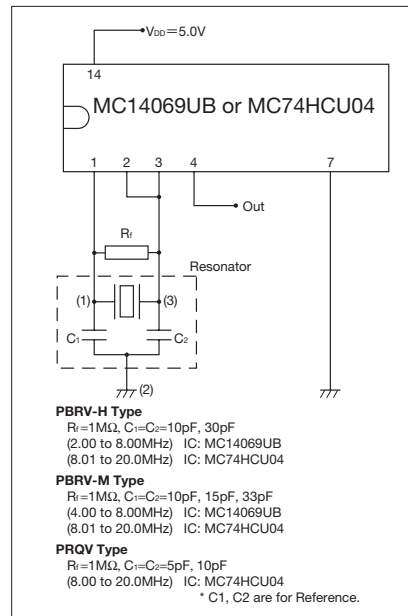 VDD=5.0V
14
MC14069UB or MC74HCU04
1 2 3 4 7
Out
Rf
Resonator
(1) (3)
C1 C2
(2)
PBRV-H Type
Rf=1MΩ, C1=C2=10pF, 30pF
(2.00 to 8.00MHz) IC: MC14069UB
(8.01 to 20.0MHz) IC: MC74HCU04
PBRV-M Type
Rf=1MΩ, C1=C2=10pF, 15pF, 33pF
(4.00 to 8.00MHz) IC: MC14069UB
(8.01 to 20.0MHz) IC: MC74HCU04
PRQV Type
Rf=1MΩ, C1=C2=5pF, 10pF
(8.00 to 20.0MHz) IC: MC74HCU04
* C1, C2 are for Reference.